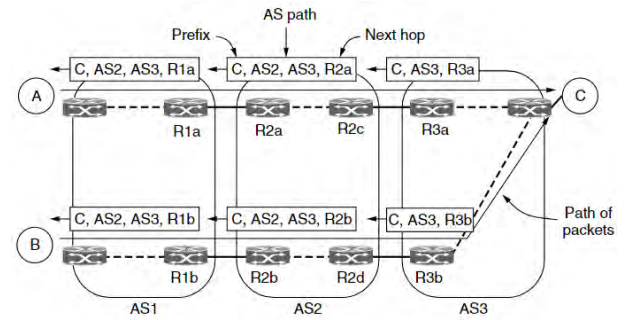 AS path
Prefix
Next hop
C, AS2, AS3, R1a
C, AS2, AS3, R2a
C, AS3, R3a
A
C
R1a
R2a
R2c
R3a
C, AS2, AS3, R1b
C, AS2, AS3, R2b
C, AS3, R3b
Path of
packets
B
R1b
R2b
R2d
R3b
AS1
AS2
AS3